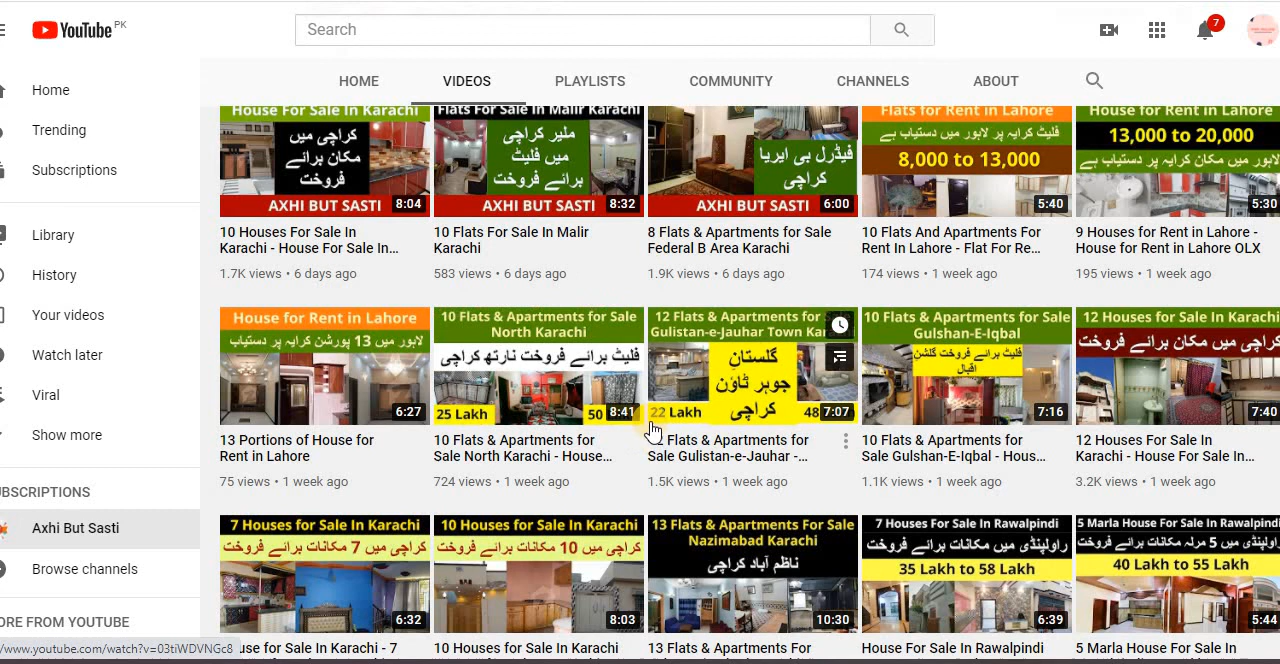 YouTube PK
Search
7
HOME
VIDEOS
PLAYLISTS
COMMUNITY
CHANNELS
ABOUT
Home
Trending
Subscriptions
Library
History
Your videos
Watch later
Viral
Show more
SUBSCRIPTIONS
Axhi But Sasti
Browse channels
MORE FROM YOUTUBE
House For Sale In Karachi
کراچی میں
مکان برائے
فروخت
AXHI BUT SASTI
8:04
10 Houses For Sale In
Karachi - House For Sale In...
1.7K views • 6 days ago
Flats For Sale In Malir Karachi
ملیر کراچی
میں فلیٹ
برائے فروخت
AXHI BUT SASTI
8:32
10 Flats For Sale In Malir
Karachi
583 views • 6 days ago
فیڈرل بی ایریا
کراچی
AXHI BUT SASTI
6:00
8 Flats & Apartments for Sale
Federal B Area Karachi
1.9K views • 6 days ago
Flats for Rent in Lahore
فلیٹ کرایہ پر لاہور میں دستیاب ہے
8,000 to 13,000
5:40
10 Flats And Apartments For
Rent In Lahore - Flat For Re...
174 views • 1 week ago
House for Rent in Lahore
13,000 to 20,000
لاہور میں مکان کرایہ پر دستیاب ہے
5:30
9 Houses for Rent in Lahore -
House for Rent in Lahore OLX
195 views • 1 week ago
House for Rent in Lahore
لاہور میں 13 پورشن کرایہ پر دستیاب
6:27
13 Portions of House for
Rent in Lahore
75 views • 1 week ago
10 Flats & Apartments for Sale
North Karachi
فلیٹ برائے فروخت نارتھ کراچی
25 Lakh
50
8:41
10 Flats & Apartments for
Sale North Karachi - House...
724 views • 1 week ago
12 Flats & Apartments for S
Gulistan-e-Jauhar Town Kar
گلستانِ
جوہر ٹاؤن
کراچی
22 Lakh
48
7:07
Flats & Apartments for
Sale Gulistan-e-Jauhar -...
1.5K views • 1 week ago
10 Flats & Apartments for Sale
Gulshan-E-Iqbal
فلیٹ برائے فروخت گلشن
اقبال
7:16
10 Flats & Apartments for
Sale Gulshan-E-Iqbal - Hous...
1.1K views • 1 week ago
12 Houses For Sale In Karachi
کراچی میں مکان برائے فروخت
7:40
12 Houses For Sale In
Karachi - House For Sale In...
3.2K views • 1 week ago
7 Houses for Sale In Karachi
کراچی میں 7 مکانات برائے فروخت
6:32
use for Sale In Karachi - 7
10 Houses for Sale In Karachi
کراچی میں 10 مکانات برائے فروخت
8:03
10 Houses for Sale In Karachi
13 Flats & Apartments For Sale
Nazimabad Karachi
ناظم آباد کراچی
10:30
13 Flats & Apartments For
7 Houses For Sale In Rawalpindi
راولپنڈی میں مکانات برائے فروخت
35 Lakh to 58 Lakh
6:39
House For Sale In Rawalpindi
5 Marla House For Sale In Rawalpindi
راولپنڈی میں 5 مرلہ مکانات برائے فروخت
40 Lakh to 55 Lakh
5:44
5 Marla House For Sale In
/www.youtube.com/watch?v=03tiWDVNGc8